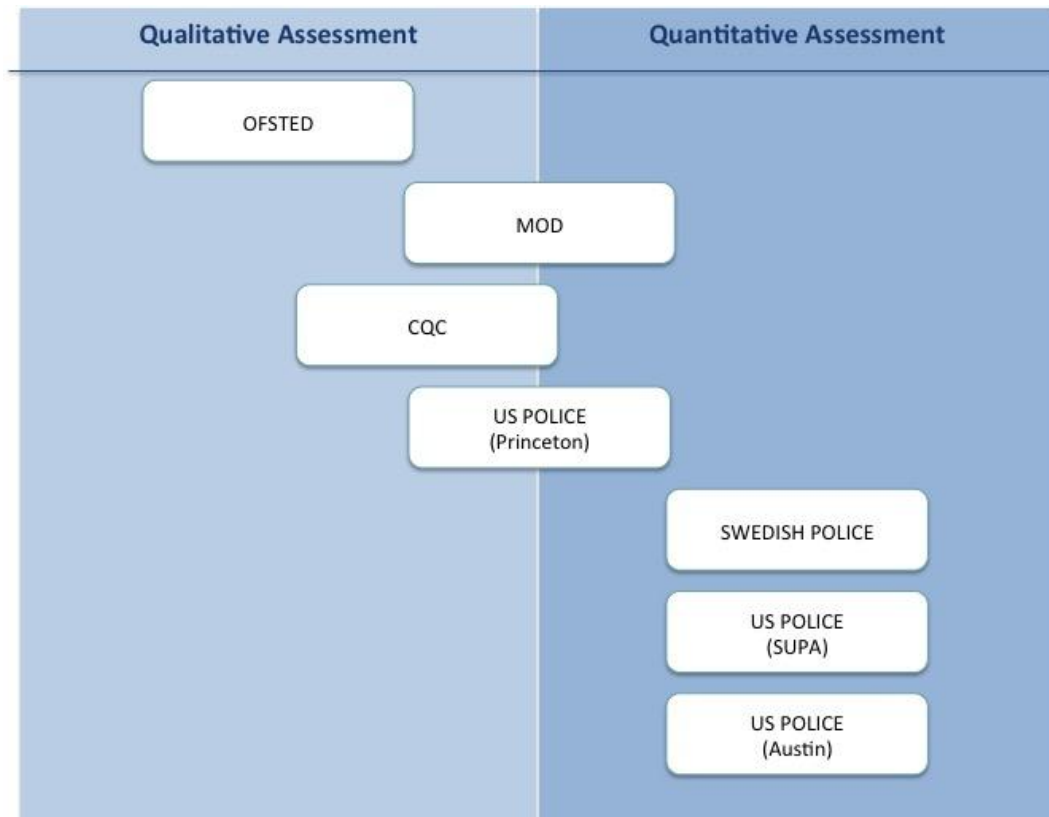 Qualitative Assessment
Quantitative Assessment
OFSTED
MOD
CQC
US POLICE
(Princeton)
SWEDISH POLICE
US POLICE
(SUPA)
US POLICE
(Austin)